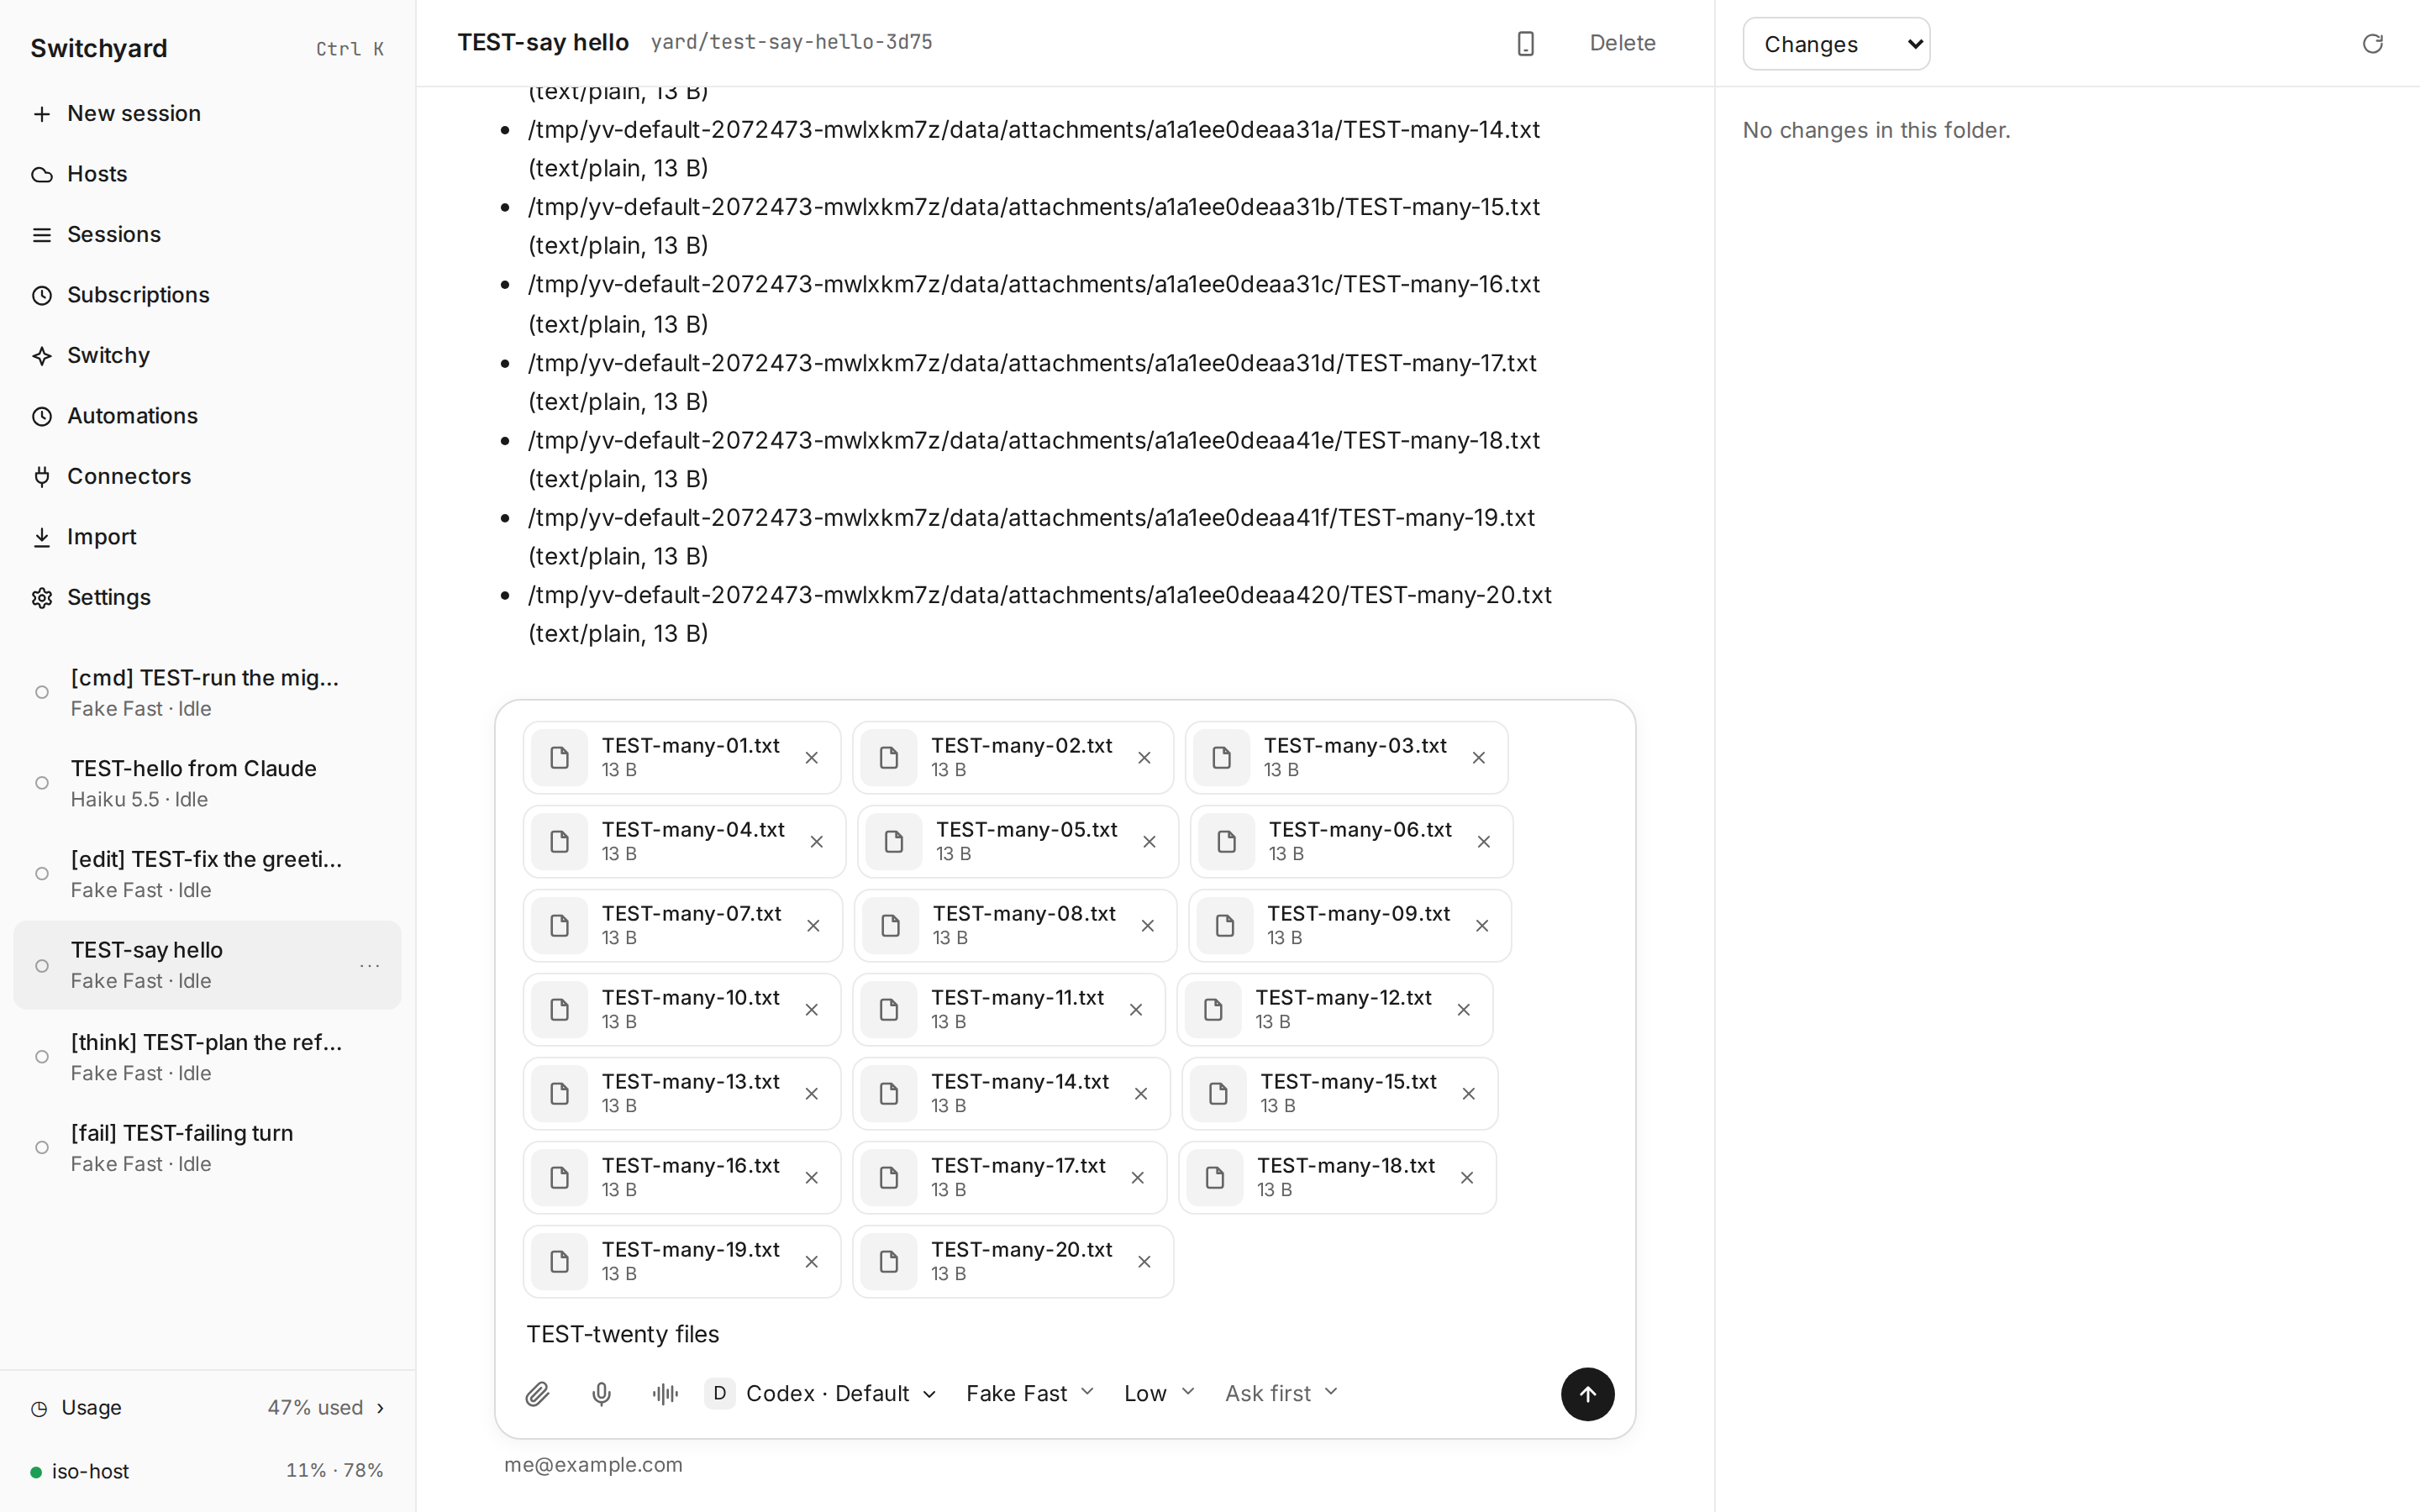 Switchyard
Ctrl K
New session
Hosts
Sessions
Subscriptions
Switchy
Automations
Connectors
Import
Settings
[cmd] TEST-run the mig...
Fake Fast · Idle
TEST-hello from Claude
Haiku 5.5 · Idle
[edit] TEST-fix the greeti...
Fake Fast · Idle
TEST-say hello
Fake Fast · Idle
[think] TEST-plan the ref...
Fake Fast · Idle
[fail] TEST-failing turn
Fake Fast · Idle
Usage
47% used
iso-host
11% · 78%
TEST-say hello
yard/test-say-hello-3d75
Delete
(text/plain, 13 B)
/tmp/yv-default-2072473-mwlxkm7z/data/attachments/a1a1ee0deaa31a/TEST-many-14.txt
(text/plain, 13 B)
/tmp/yv-default-2072473-mwlxkm7z/data/attachments/a1a1ee0deaa31b/TEST-many-15.txt
(text/plain, 13 B)
/tmp/yv-default-2072473-mwlxkm7z/data/attachments/a1a1ee0deaa31c/TEST-many-16.txt
(text/plain, 13 B)
/tmp/yv-default-2072473-mwlxkm7z/data/attachments/a1a1ee0deaa31d/TEST-many-17.txt
(text/plain, 13 B)
/tmp/yv-default-2072473-mwlxkm7z/data/attachments/a1a1ee0deaa41e/TEST-many-18.txt
(text/plain, 13 B)
/tmp/yv-default-2072473-mwlxkm7z/data/attachments/a1a1ee0deaa41f/TEST-many-19.txt
(text/plain, 13 B)
/tmp/yv-default-2072473-mwlxkm7z/data/attachments/a1a1ee0deaa420/TEST-many-20.txt
(text/plain, 13 B)
TEST-many-01.txt
13 B
TEST-many-02.txt
13 B
TEST-many-03.txt
13 B
TEST-many-04.txt
13 B
TEST-many-05.txt
13 B
TEST-many-06.txt
13 B
TEST-many-07.txt
13 B
TEST-many-08.txt
13 B
TEST-many-09.txt
13 B
TEST-many-10.txt
13 B
TEST-many-11.txt
13 B
TEST-many-12.txt
13 B
TEST-many-13.txt
13 B
TEST-many-14.txt
13 B
TEST-many-15.txt
13 B
TEST-many-16.txt
13 B
TEST-many-17.txt
13 B
TEST-many-18.txt
13 B
TEST-many-19.txt
13 B
TEST-many-20.txt
13 B
TEST-twenty files
D Codex · Default
Fake Fast
Low
Ask first
me@example.com
Changes
No changes in this folder.